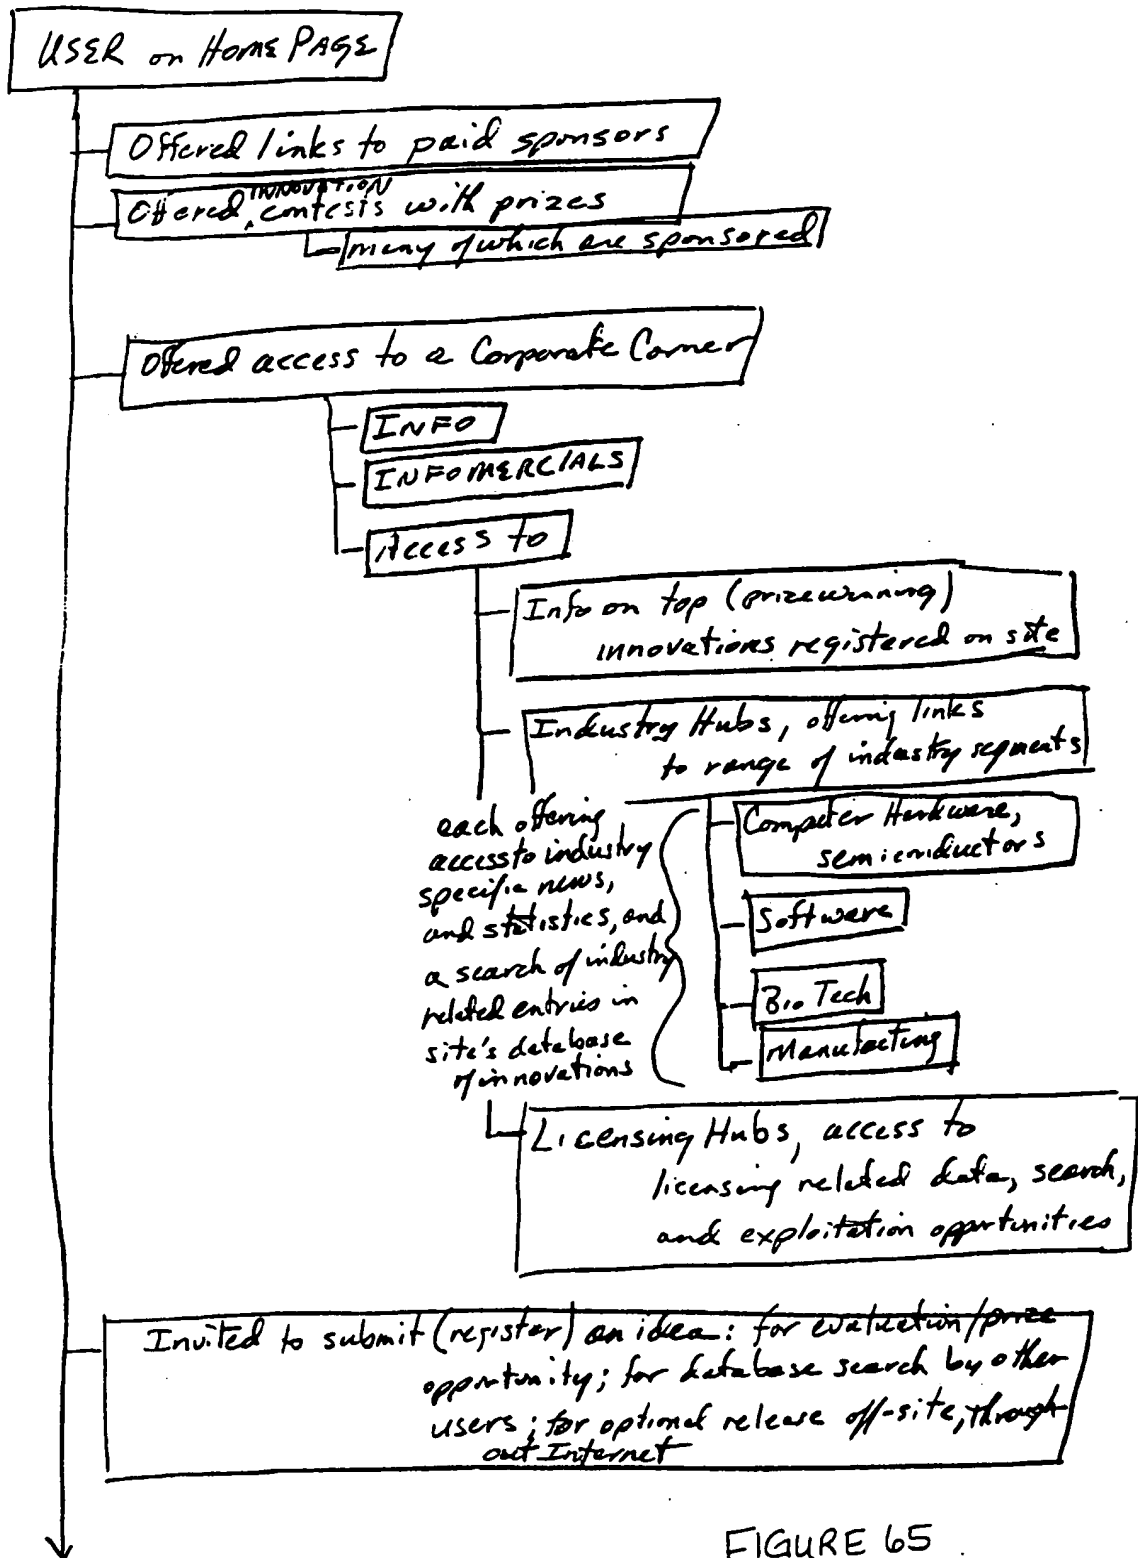 USER on HOME PAGE
Offered links to paid sponsors
INNOVATION
Offered contests with prizes
many of which are sponsored
Offered access to a Corporate Corner
INFO
INFOMERCIALS
Access to
Info on top (prizewinning)
innovations registered on site
Industry Hubs, offering links
to range of industry segments
each offering
access to industry
specific news,
and statistics, and
a search of industry
related entries in
site's database
of innovations
Computer Hardware,
semiconductors
Software
Bio Tech
Manufacting
Licensing Hubs, access to
licensing related data, search,
and exploitation opportunities
Invited to submit (register) an idea: for evaluation/prize
opportunity; for database search by other
users; for optional release off-site, through-
out Internet
FIGURE 65